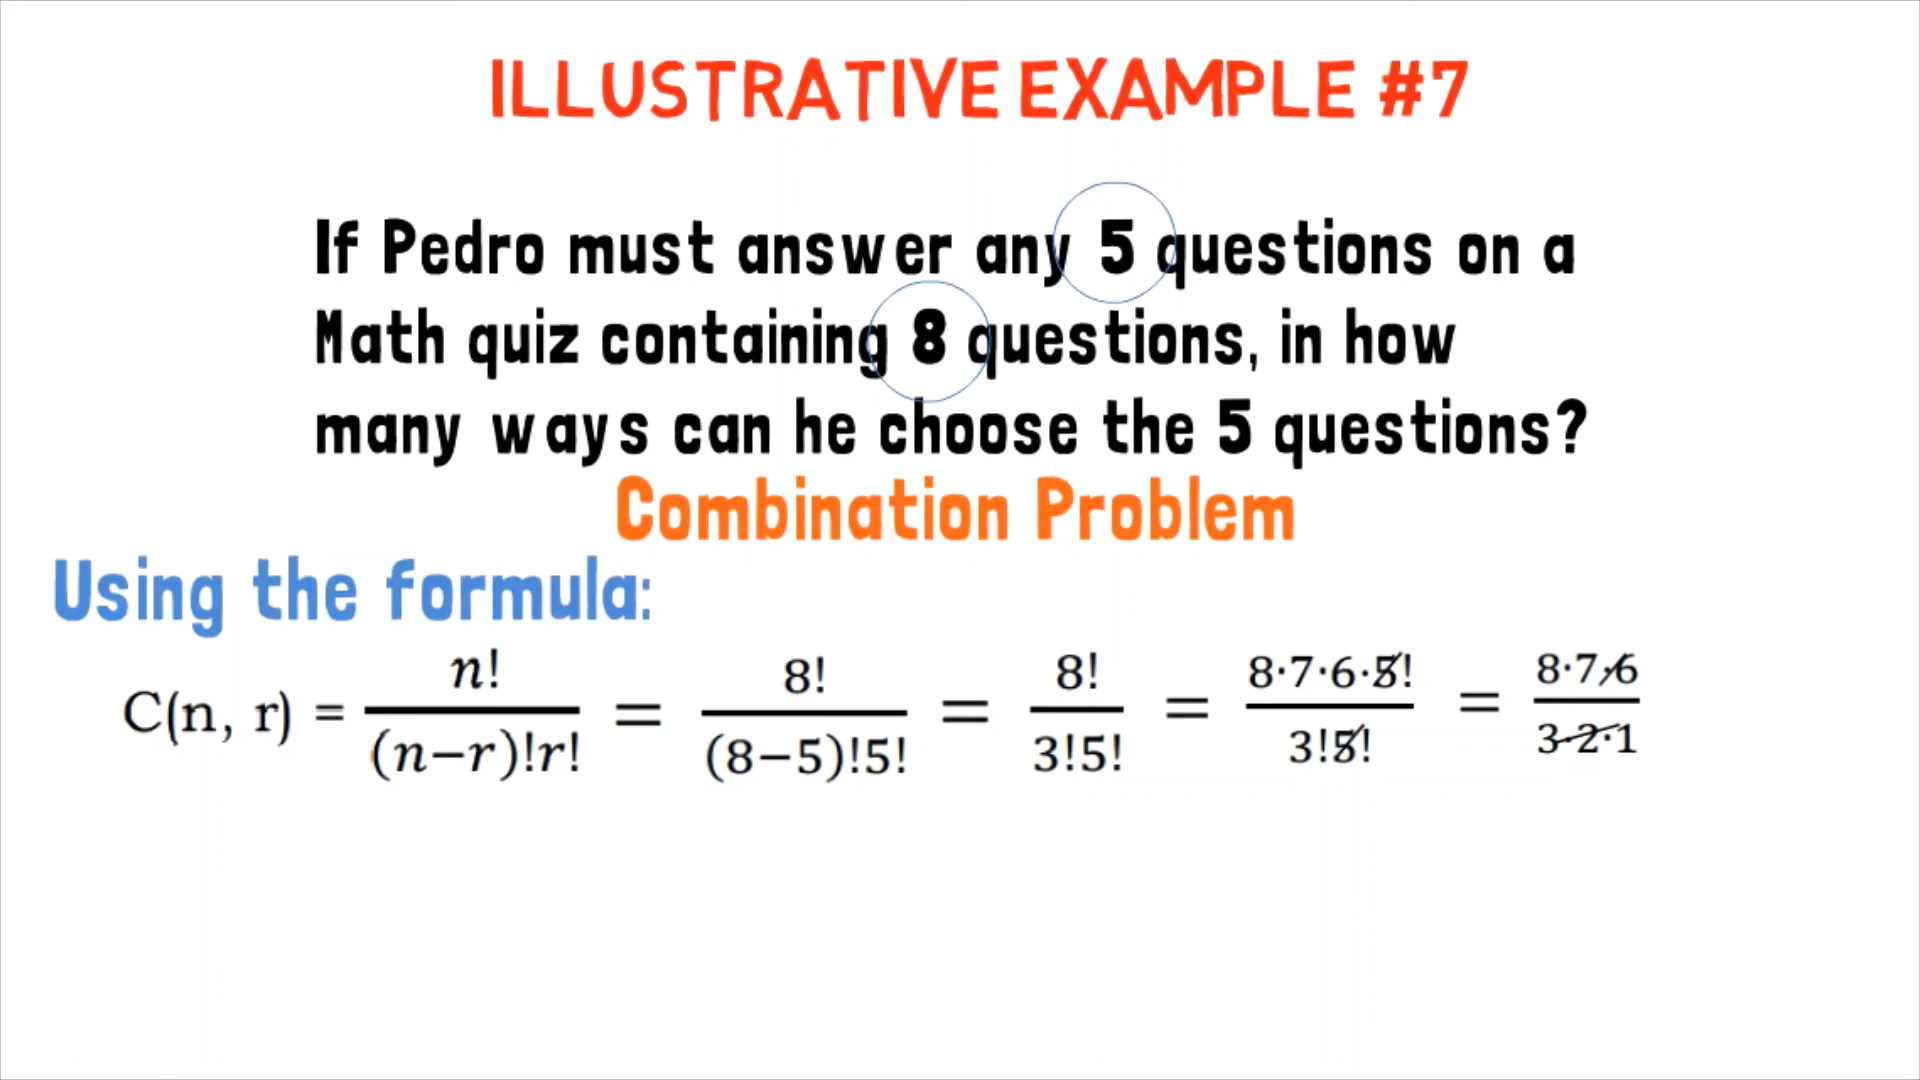 ILLUSTRATIVE EXAMPLE #7
If Pedro must answer any 5 questions on a
Math quiz containing 8 questions, in how
many ways can he choose the 5 questions?
Combination Problem
Using the formula:
C(n, r) = n!/(n−r)!r! = 8!/(8−5)!5! = 8!/3!5! = 8·7·6·5!/3!5! = 8·7·6/3·2·1